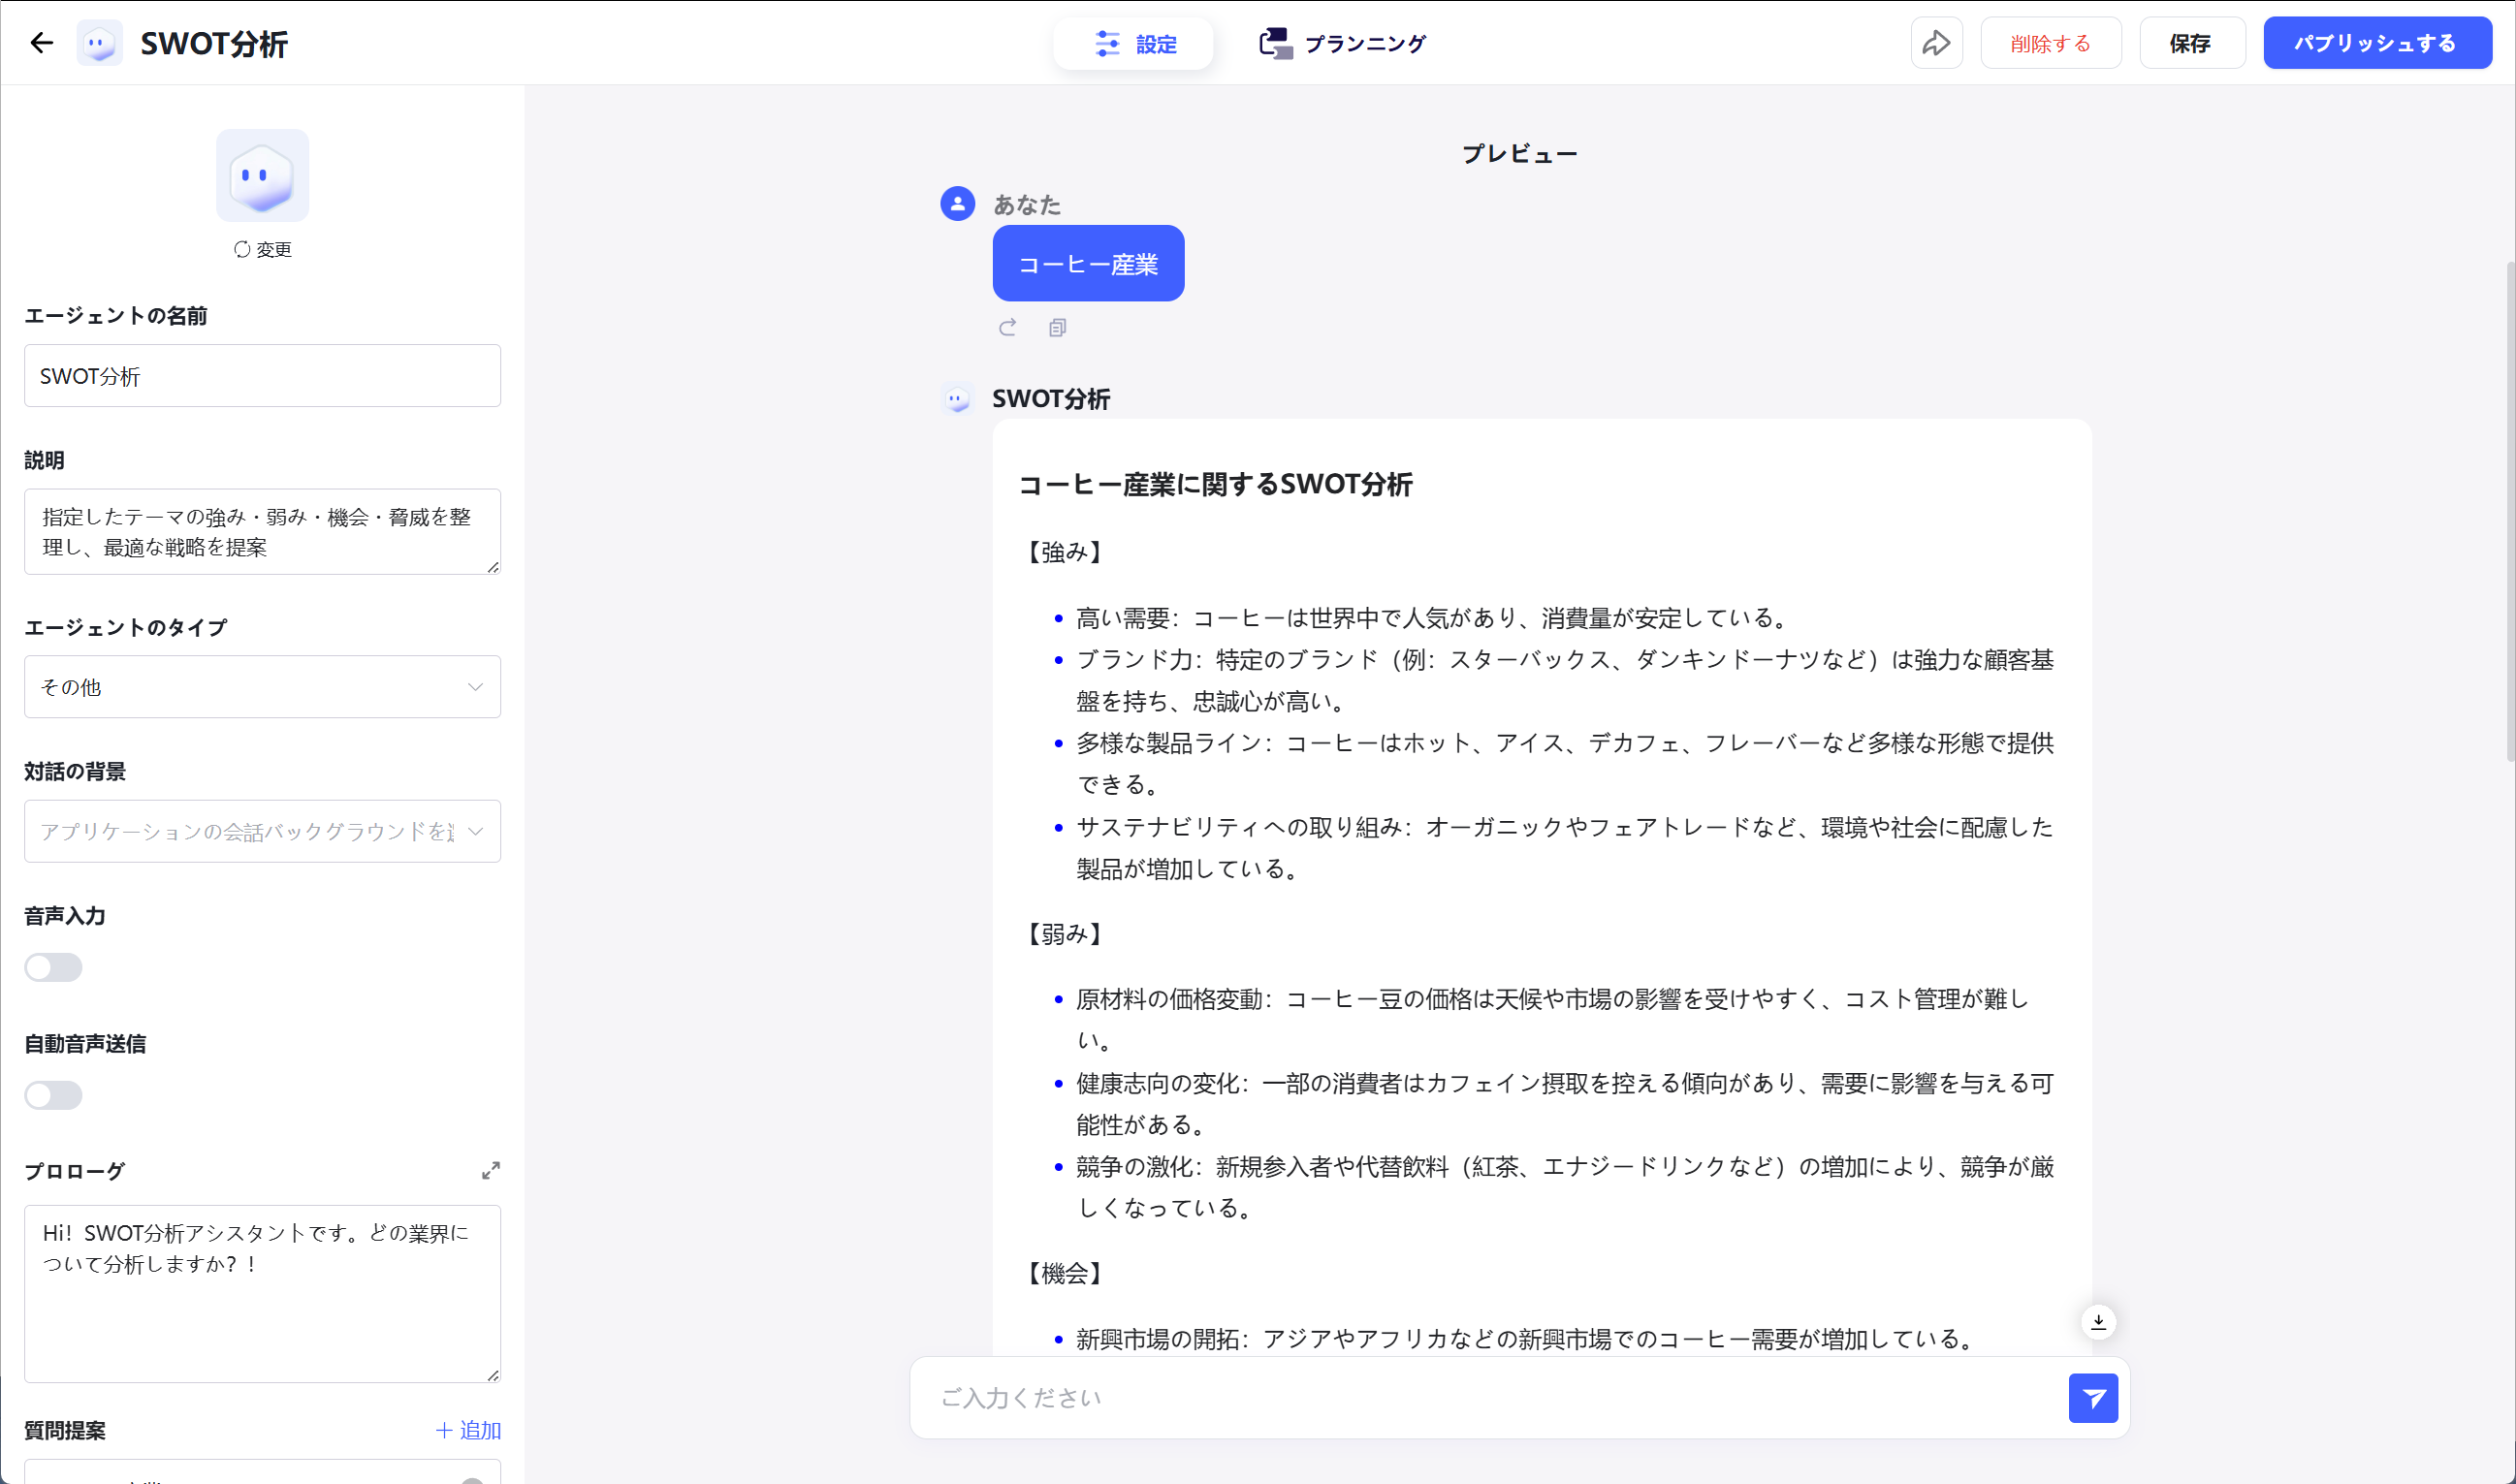 SWOT分析
設定
プランニング
削除する
保存
パブリッシュする
変更
エージェントの名前
SWOT分析
説明
指定したテーマの強み・弱み・機会・脅威を整
理し、最適な戦略を提案
エージェントのタイプ
その他
対話の背景
アプリケーションの会話バックグラウンドを
音声入力
自動音声送信
プロローグ
Hi！SWOT分析アシスタントです。どの業界に
ついて分析しますか？！
質問提案
＋ 追加
プレビュー
あなた
コーヒー産業
SWOT分析
コーヒー産業に関するSWOT分析
【強み】
• 高い需要：コーヒーは世界中で人気があり、消費量が安定している。
• ブランド力：特定のブランド（例：スターバックス、ダンキンドーナツなど）は強力な顧客基
盤を持ち、忠誠心が高い。
• 多様な製品ライン：コーヒーはホット、アイス、デカフェ、フレーバーなど多様な形態で提供
できる。
• サステナビリティへの取り組み：オーガニックやフェアトレードなど、環境や社会に配慮した
製品が増加している。
【弱み】
• 原材料の価格変動：コーヒー豆の価格は天候や市場の影響を受けやすく、コスト管理が難し
い。
• 健康志向の変化：一部の消費者はカフェイン摂取を控える傾向があり、需要に影響を与える可
能性がある。
• 競争の激化：新規参入者や代替飲料（紅茶、エナジードリンクなど）の増加により、競争が厳
しくなっている。
【機会】
• 新興市場の開拓：アジアやアフリカなどの新興市場でのコーヒー需要が増加している。
ご入力ください